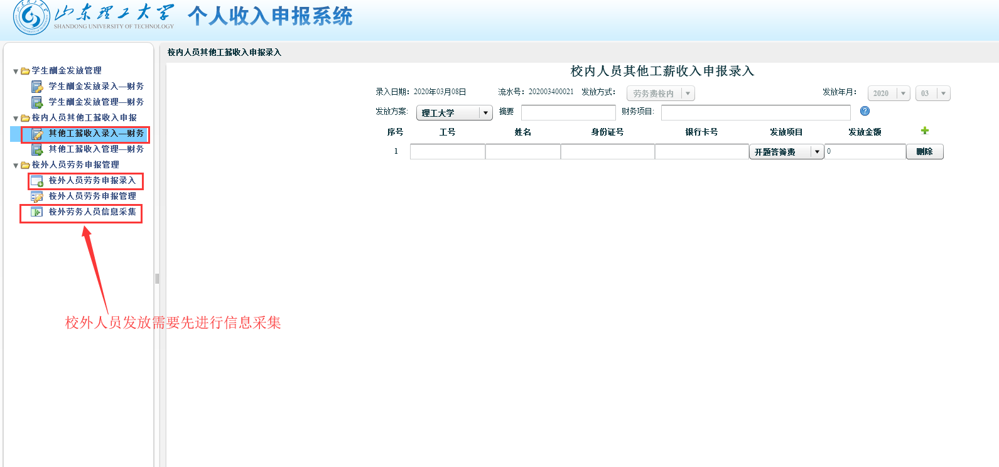 山东理工大学 个人收入申报系统
SHANDONG UNIVERSITY OF TECHNOLOGY
校内人员其他工薪收入申报录入
学生酬金发放管理
学生酬金发放录入—财务
学生酬金发放管理—财务
校内人员其他工薪收入申报
其他工薪收入录入—财务
其他工薪收入管理—财务
校外人员劳务申报管理
校外人员劳务申报录入
校外人员劳务申报管理
校外劳务人员信息采集
校外人员发放需要先进行信息采集
校内人员其他工薪收入申报录入
录入日期: 2020年03月08日 流水号: 202003400021 发放方式: 劳务费校内 发放年月: 2020 03
发放方案: 理工大学 摘要 财务项目:
序号 工号 姓名 身份证号 银行卡号 发放项目 发放金额
1 开题答辩费 0 删除